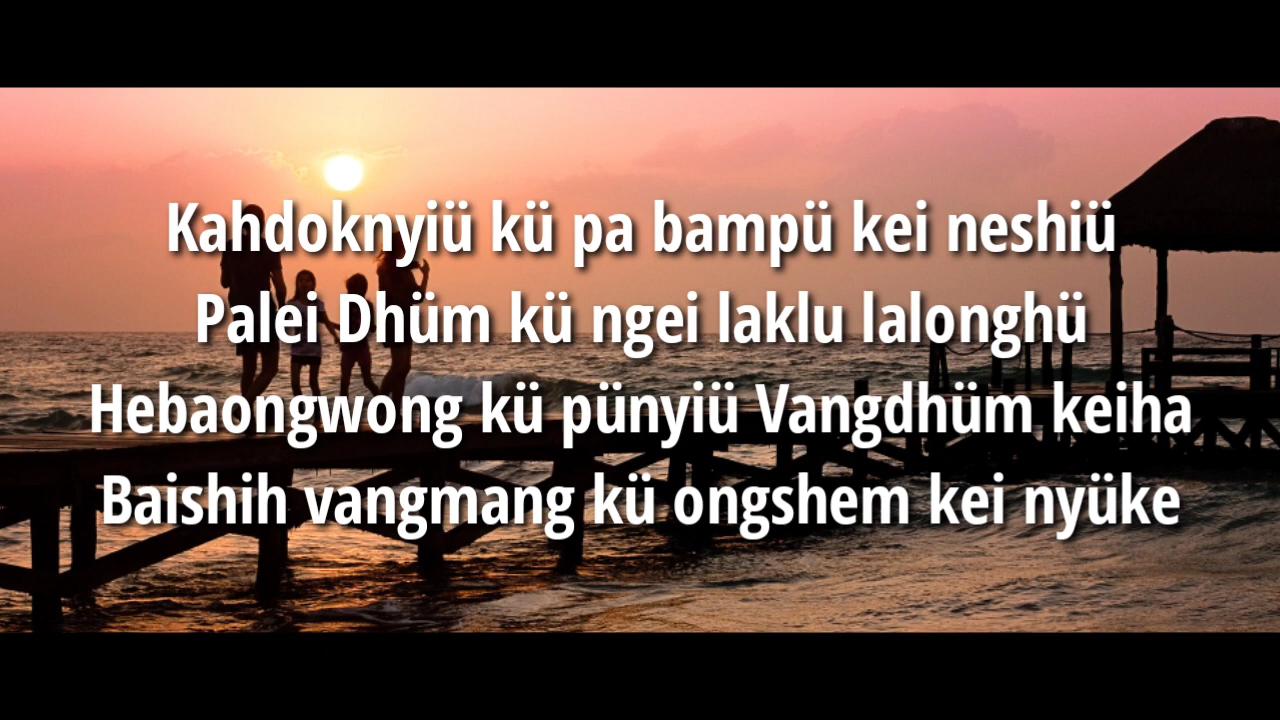 Kahdoknyiü kü pa bampü kei neshiü
Palei Dhüm kü ngei laklu lalonghü
Hebaongwong kü pünyiü Vangdhüm keiha
Baishih vangmang kü ongshem kei nyüke